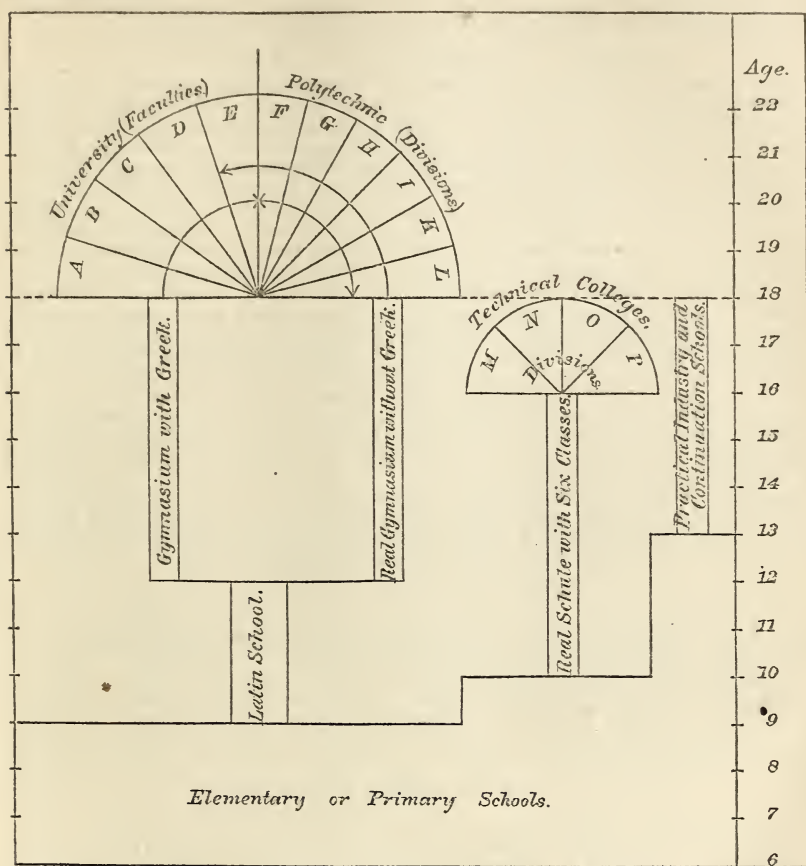 Age.
University (Faculties)
Polytechnic (Divisions)
A
B
C
D
E
F
G
H
I
K
L
22
21
20
19
18
17
16
15
14
13
12
11
10
9
8
7
6
Technical Colleges.
M
N
O
P
Divisions.
Gymnasium with Greek.
Real Gymnasium without Greek.
Latin School.
Real Schule with Six Classes.
Practical Industry and
Continuation Schools.
Elementary or Primary Schools.